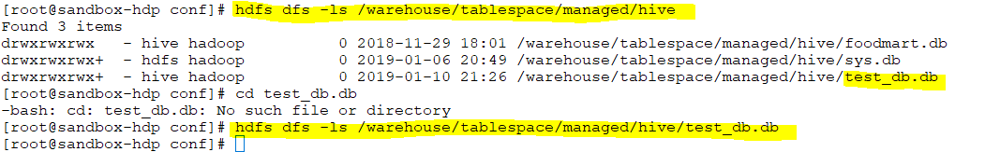 [root@sandbox-hdp conf]# hdfs dfs -ls /warehouse/tablespace/managed/hive
Found 3 items
drwxrwxrwx   - hive hadoop          0 2018-11-29 18:01 /warehouse/tablespace/managed/hive/foodmart.db
drwxrwxrwx+  - hdfs hadoop          0 2019-01-06 20:49 /warehouse/tablespace/managed/hive/sys.db
drwxrwxrwx+  - hive hadoop          0 2019-01-10 21:26 /warehouse/tablespace/managed/hive/test_db.db
[root@sandbox-hdp conf]# cd test_db.db
-bash: cd: test_db.db: No such file or directory
[root@sandbox-hdp conf]# hdfs dfs -ls /warehouse/tablespace/managed/hive/test_db.db
[root@sandbox-hdp conf]#